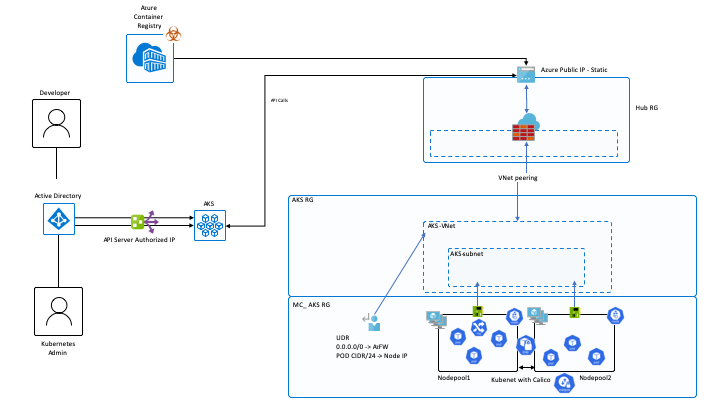 Azure
Container
Registry
Azure Public IP - Static
Developer
API Calls
Hub RG
VNet peering
Active Directory
AKS
AKS RG
AKS-VNet
API Server Authorized IP
AKS-subnet
MC_ AKS RG
UDR
0.0.0.0/0 -> AzFW
POD CIDR/24 -> Node IP
Kubernetes
Admin
Nodepool1
Kubenet with Calico
Nodepool2